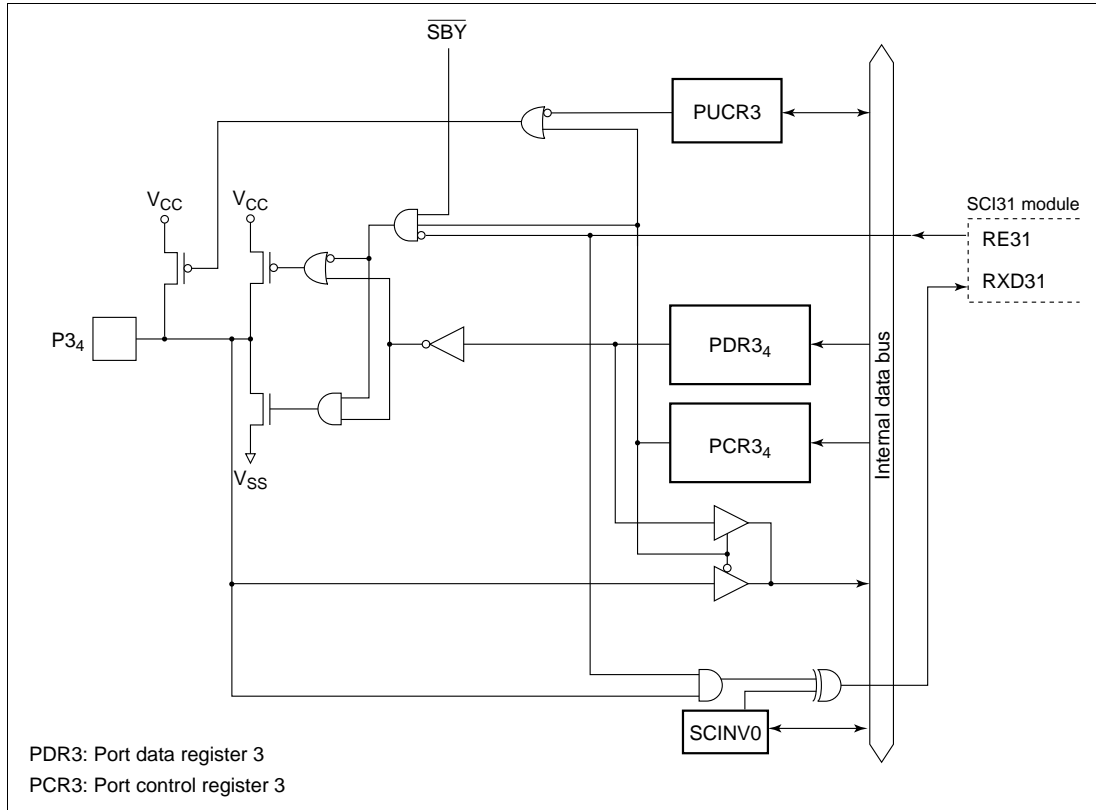 SBY
PUCR3
VCC
VCC
SCI31 module
RE31
RXD31
P34
PDR34
PCR34
Internal data bus
VSS
SCINV0
PDR3: Port data register 3
PCR3: Port control register 3